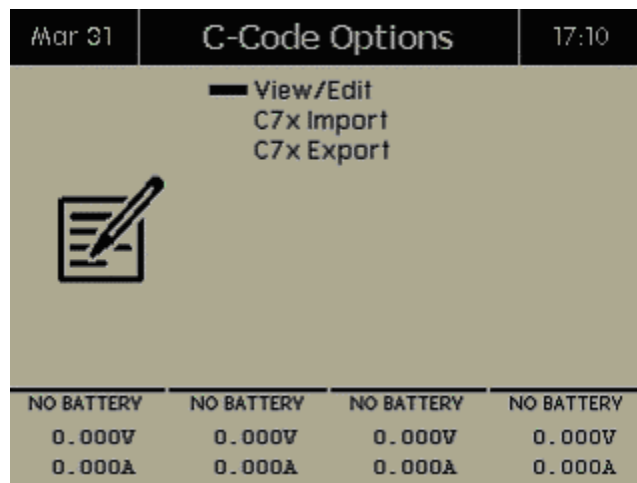 Mar 31 C-Code Options 17:10
View/Edit
C7x Import
C7x Export
NO BATTERY NO BATTERY NO BATTERY NO BATTERY
0.000V 0.000V 0.000V 0.000V
0.000A 0.000A 0.000A 0.000A